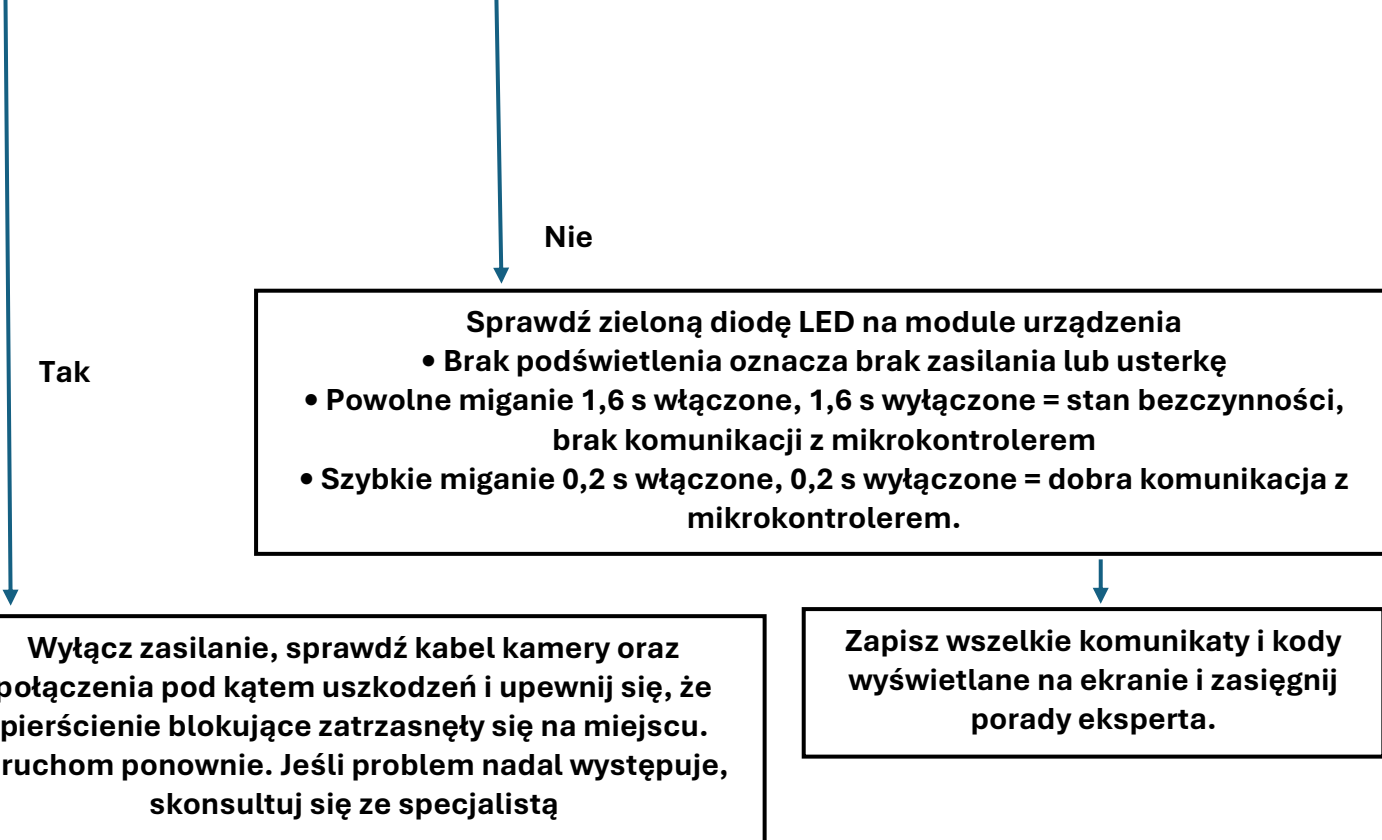 Nie
Tak
Sprawdź zieloną diodę LED na module urządzenia
• Brak podświetlenia oznacza brak zasilania lub usterkę
• Powolne miganie 1,6 s włączone, 1,6 s wyłączone = stan bezczynności,
brak komunikacji z mikrokontrolerem
• Szybkie miganie 0,2 s włączone, 0,2 s wyłączone = dobra komunikacja z
mikrokontrolerem.
Wyłącz zasilanie, sprawdź kabel kamery oraz
połączenia pod kątem uszkodzeń i upewnij się, że
pierścienie blokujące zatrzasnęły się na miejscu.
ruchom ponownie. Jeśli problem nadal występuje,
skonsultuj się ze specjalistą
Zapisz wszelkie komunikaty i kody
wyświetlane na ekranie i zasięgnij
porady eksperta.